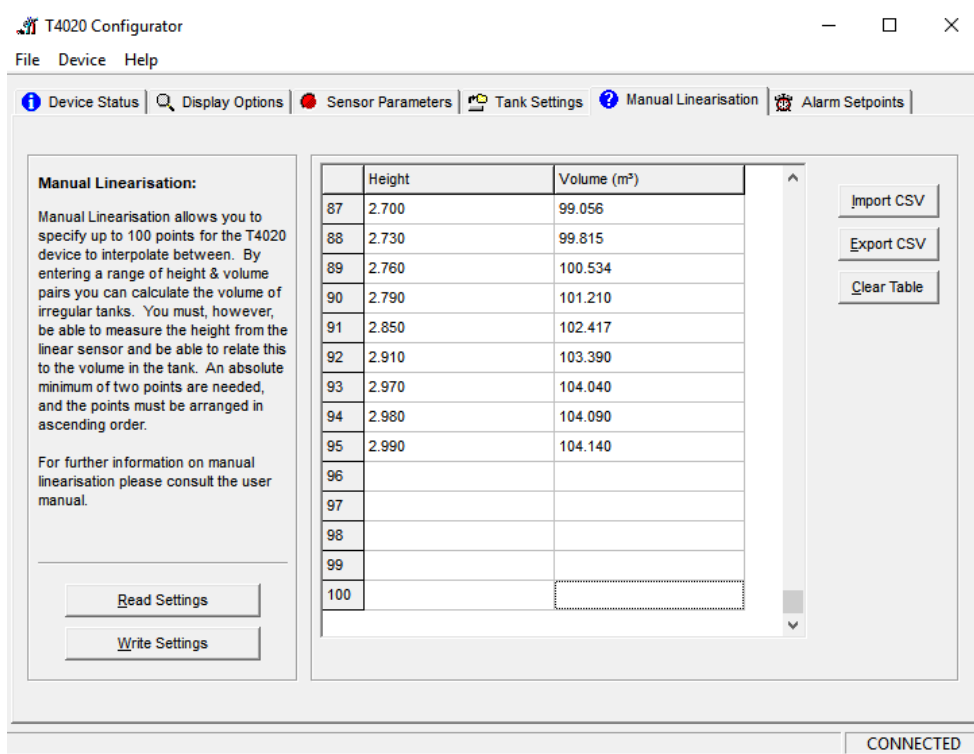 T4020 Configurator
File Device Help
Device Status Display Options Sensor Parameters Tank Settings Manual Linearisation Alarm Setpoints
Manual Linearisation:
Manual Linearisation allows you to
specify up to 100 points for the T4020
device to interpolate between. By
entering a range of height & volume
pairs you can calculate the volume of
irregular tanks. You must, however,
be able to measure the height from the
linear sensor and be able to relate this
to the volume in the tank. An absolute
minimum of two points are needed,
and the points must be arranged in
ascending order.
For further information on manual
linearisation please consult the user
manual.
Read Settings
Write Settings
Height Volume (m³)
87 2.700 99.056
88 2.730 99.815
89 2.760 100.534
90 2.790 101.210
91 2.850 102.417
92 2.910 103.390
93 2.970 104.040
94 2.980 104.090
95 2.990 104.140
96
97
98
99
100
Import CSV
Export CSV
Clear Table
CONNECTED